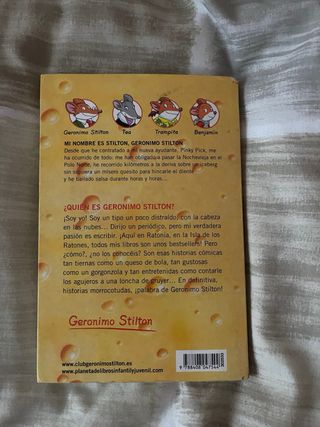 Geronimo Stilton Tea Trampita Benjamín
MI NOMBRE ES STILTON, GERONIMO STILTON
Desde que he contratado a mi nueva ayudante, Pinky Pick, me
ha ocurrido de todo: me han obligado a pasar la Nochevieja en el
Polo Norte, he recorrido kilómetros a la deriva sobre un iceberg
sin siquiera un mísero quesito para hincarle el diente
y he bailado salsa durante horas y horas...
¿QUIÉN ES GERONIMO STILTON?
¡Soy yo! Soy un tipo un poco distraído, con la cabeza
en las nubes... Dirijo un periódico, pero mi verdadera
pasión es escribir. ¡Aquí en Ratonia, en la Isla de los
Ratones, todos mis libros son unos bestsellers! Pero
¿cómo?, ¿no los conocéis? Son esas historias cómicas
tan tiernas como un queso de bola, tan gustosas
como un gorgonzola y tan entretenidas como contarle
los agujeros a una loncha de gruyer... En definitiva,
historias morrocotudas, ¡palabra de Geronimo Stilton!
Geronimo Stilton
www.clubgeronimostilton.es
www.planetadelibrosinfantilyjuvenil.com